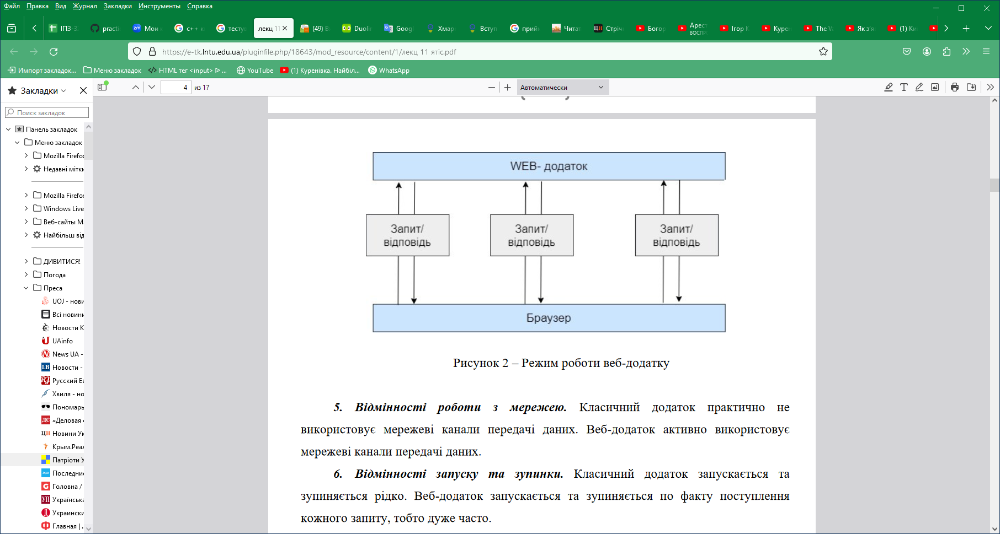 Файл Правка Вид Журнал Закладки Инструменты Справка
ІПЗ-3 practi Мои c++ к тесту лекц 11 (49) В Duoli Googl Хмар Вступ прий Читат Стріч Богор Арест Ігор К Курен The Як з'я (1) Ки
воспр
https://e-tk.lntu.edu.ua/pluginfile.php/18643/mod_resource/content/1/лекц 11 ятіс.pdf
Импорт закладок... Меню закладок HTML тег <input> ᐈ ... YouTube (1) Куренівка. Найбіл... WhatsApp
Закладки
4 из 17 Автоматически
Поиск закладок
Панель закладок
Меню закладок
Mozilla Firefox
Недавні мітки
Mozilla Firefox
Windows Live
Веб-сайты М
Найбільш від
ДИВИТИСЯ!
Погода
Преса
UOJ - нови
Всі новини
Новости К
UAinfo
News UA -
Новости -
Русский Ев
Хвиля - но
Пономарь
«Деловая
Новини Ук
Крым.Реал
Патріоти У
Последние
Головна /
Українська
Украински
Главная | .
WEB- додаток
Запит/ відповідь
Запит/ відповідь
Запит/ відповідь
Браузер
Рисунок 2 – Режим роботи веб-додатку
5. Відмінності роботи з мережею. Класичний додаток практично не
використовує мережеві канали передачі даних. Веб-додаток активно використовує
мережеві канали передачі даних.
6. Відмінності запуску та зупинки. Класичний додаток запускається та
зупиняється рідко. Веб-додаток запускається та зупиняється по факту поступлення
кожного запиту, тобто дуже часто.